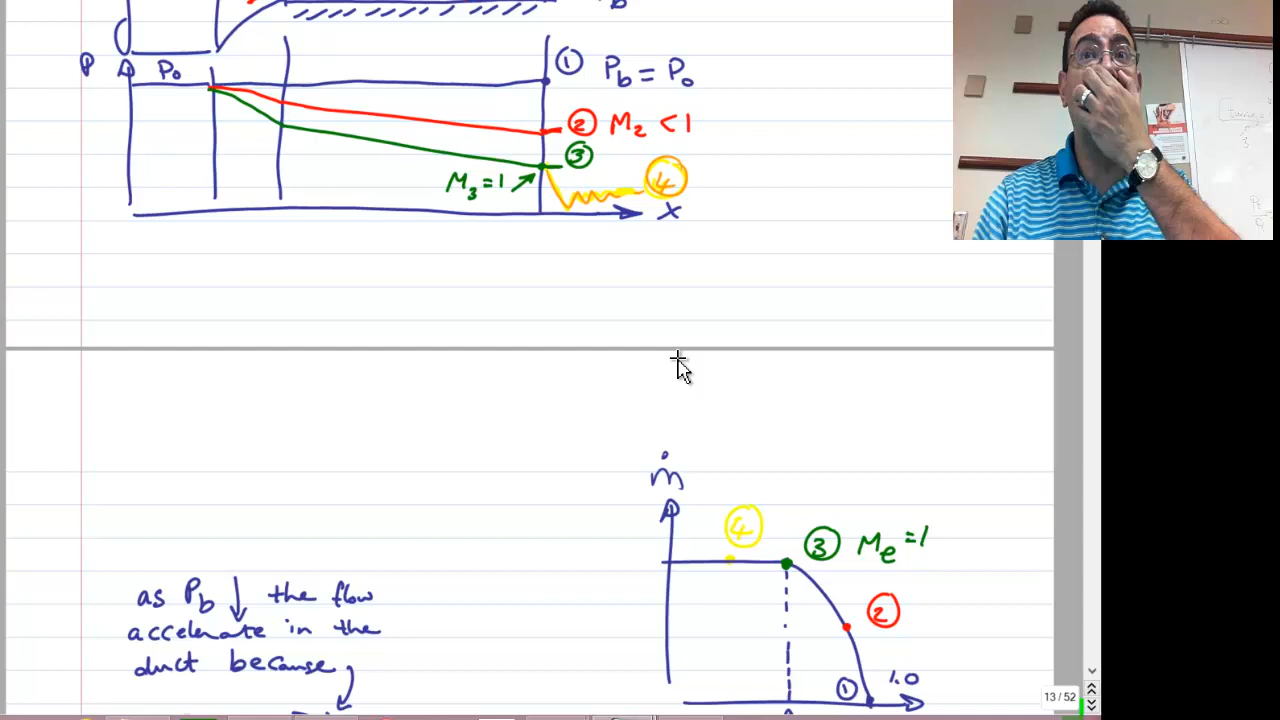 P P₀ ① P_b = P₀
② M₂ < 1
③
M₃ = 1 ④
x
ṁ
④ ③ M_e = 1
②
as P_b ↓ the flow
accelerate in the
duct because
① 1.0
13 / 52